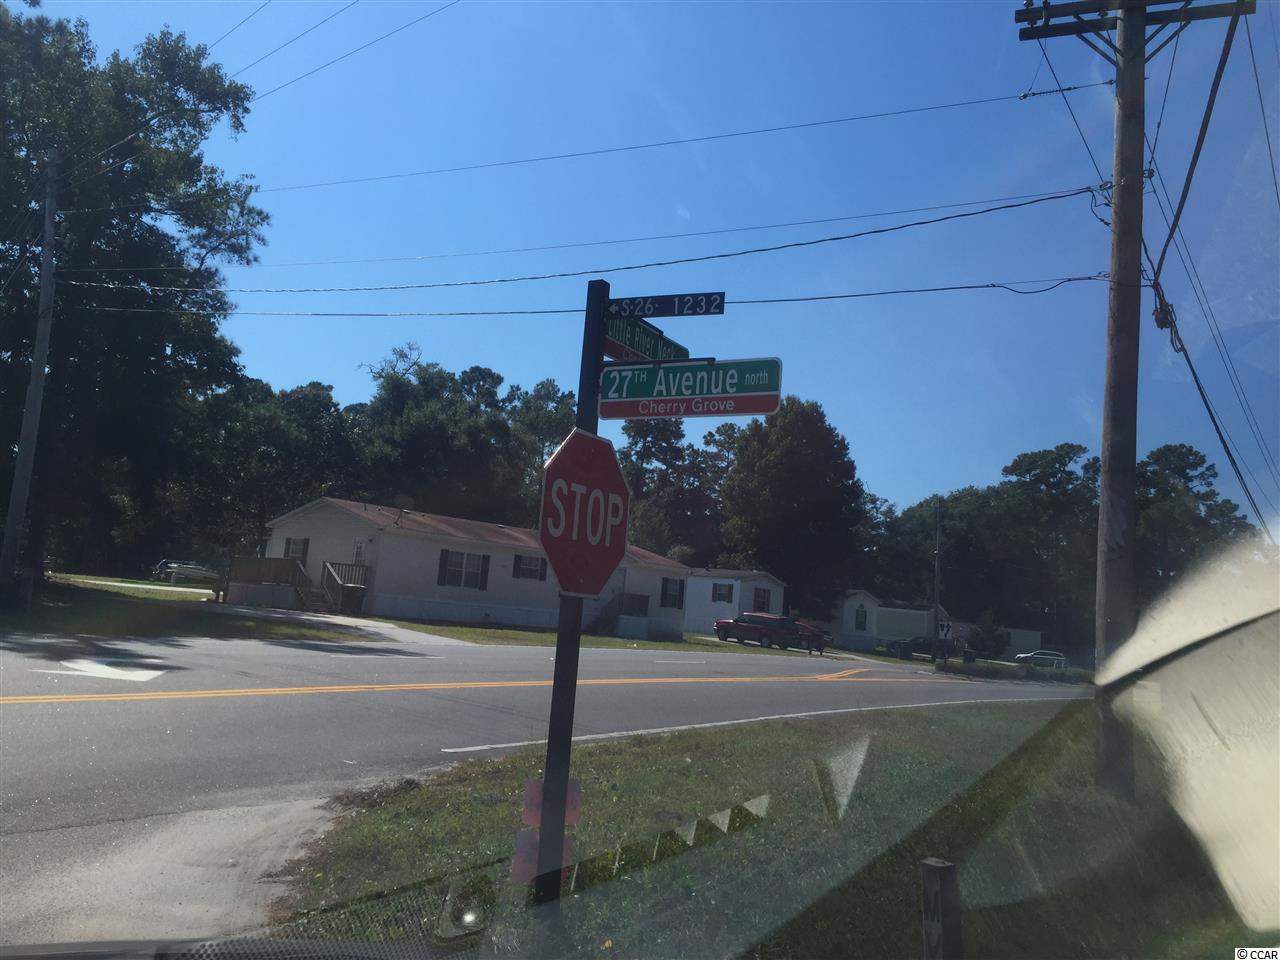 S-26- 1232
Little River Neck
27TH Avenue north
Cherry Grove
STOP
© CCAR